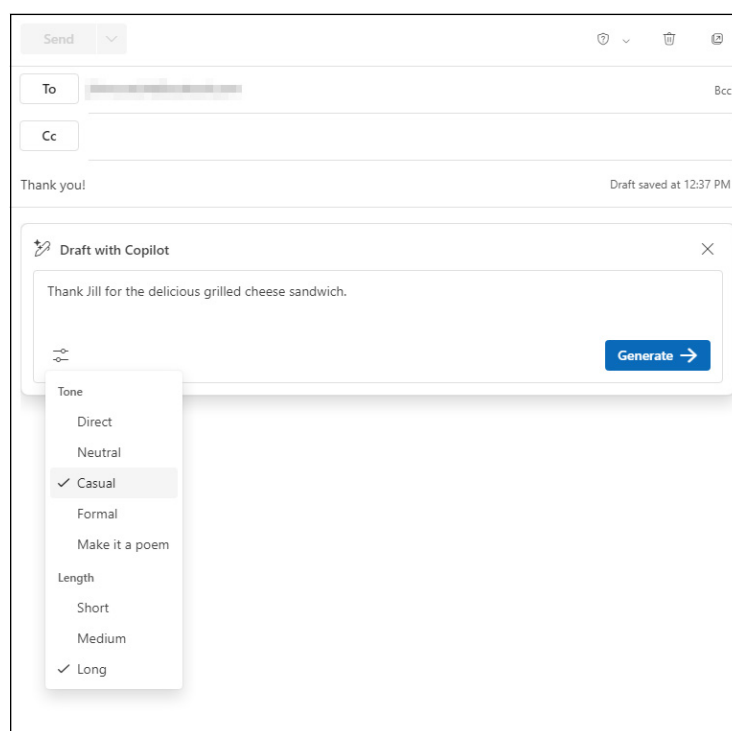 Send
To
Bcc
Cc
Thank you!
Draft saved at 12:37 PM
Draft with Copilot
Thank Jill for the delicious grilled cheese sandwich.
Generate
Tone
Direct
Neutral
Casual
Formal
Make it a poem
Length
Short
Medium
Long